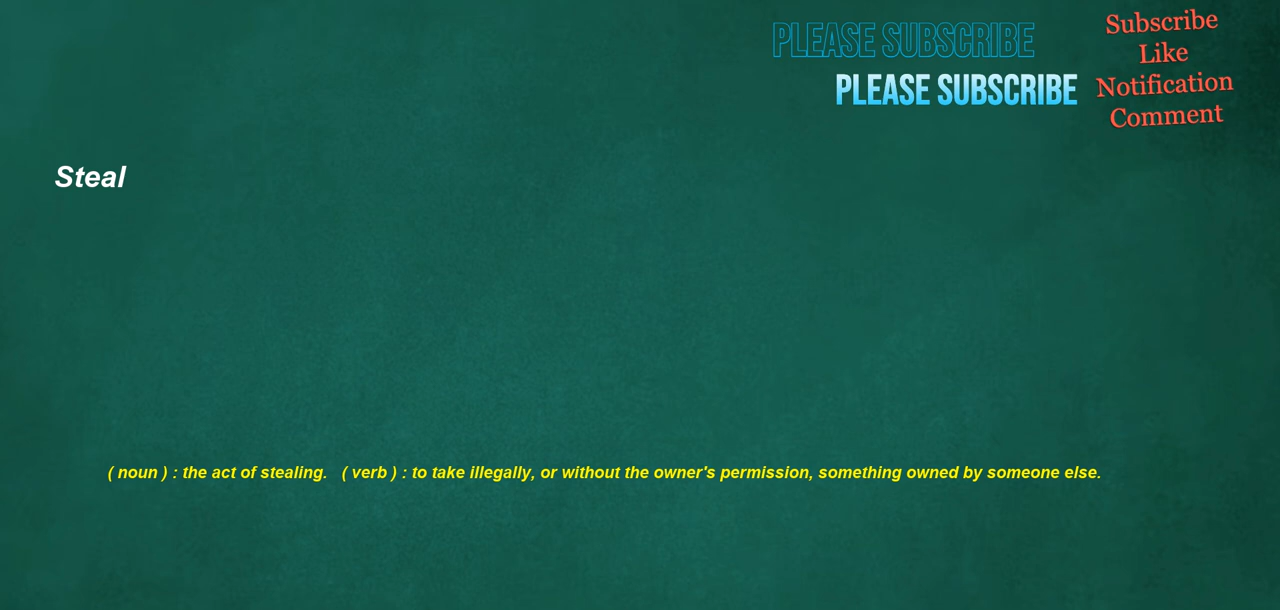 PLEASE SUBSCRIBE
PLEASE SUBSCRIBE
Subscribe
Like
Notification
Comment
Steal
( noun ) : the act of stealing. ( verb ) : to take illegally, or without the owner's permission, something owned by someone else.